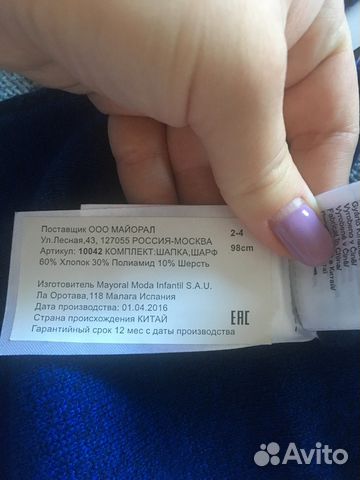 Поставщик ООО МАЙОРАЛ 2-4
Ул.Лесная,43, 127055 РОССИЯ-МОСКВА
Артикул: 10042 КОМПЛЕКТ:ШАПКА,ШАРФ 98cm
60% Хлопок 30% Полиамид 10% Шерсть
Изготовитель Mayoral Moda Infantil S.A.U.
Ла Оротава,118 Малага Испания
Дата производства: 01.04.2016
Страна происхождения КИТАЙ
Гарантийный срок 12 мес с даты производства
EAC
Avito